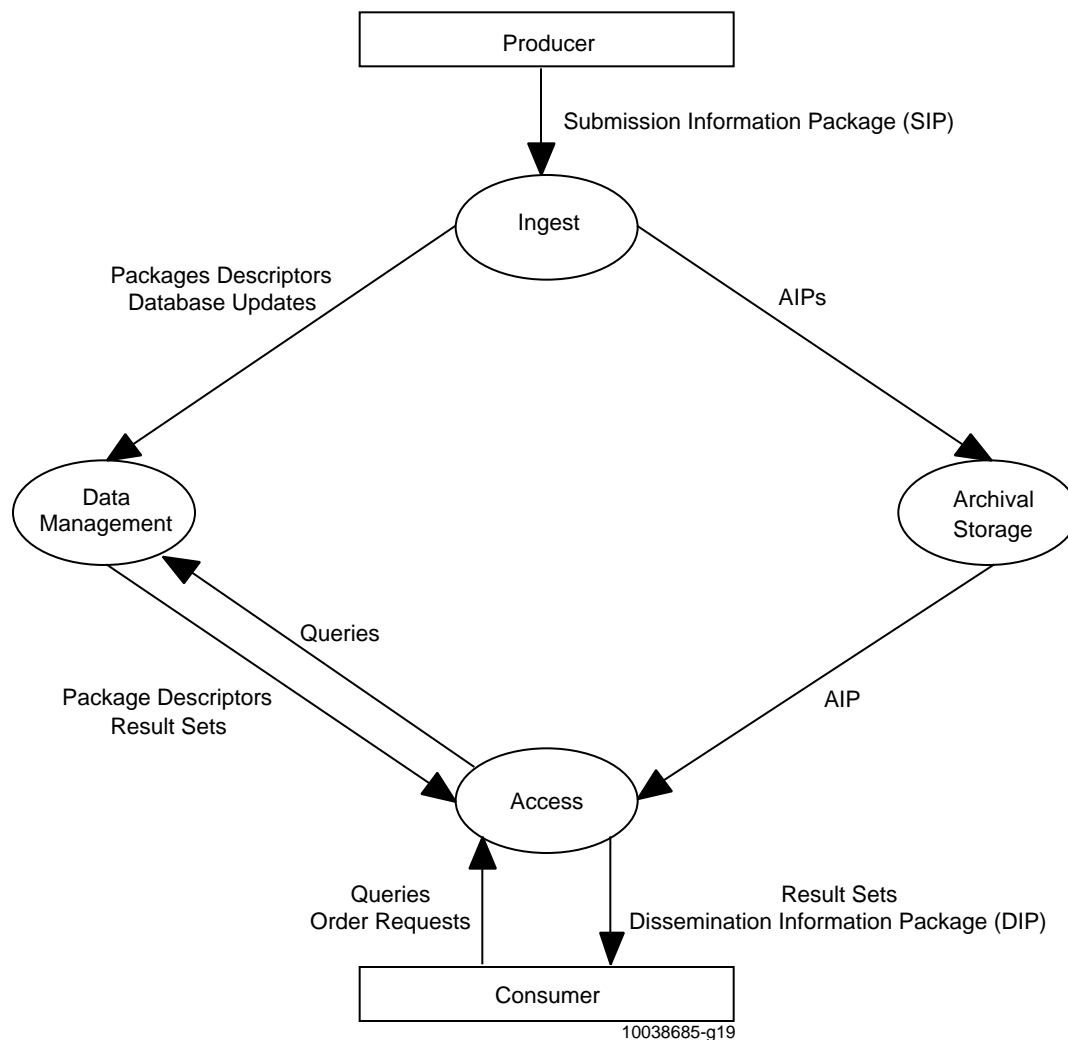 Producer
Submission Information Package (SIP)
Ingest
Packages Descriptors
Database Updates
AIPs
Data
Management
Archival
Storage
Queries
Package Descriptors
Result Sets
AIP
Access
Queries
Order Requests
Result Sets
Dissemination Information Package (DIP)
Consumer
10038685-g19